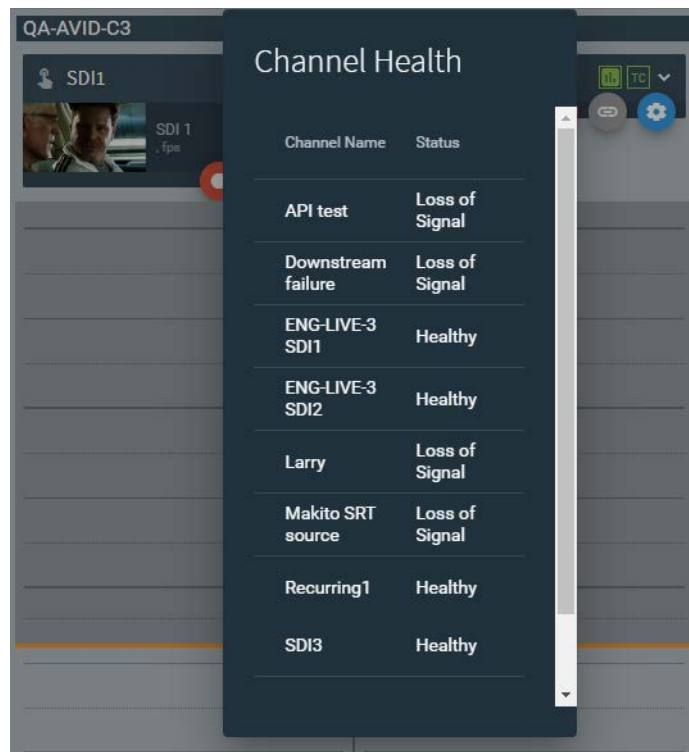 QA-AVID-C3
SDI1
SDI 1
, fps
TC
Channel Health
Channel Name Status
API test Loss of
Signal
Downstream Loss of
failure Signal
ENG-LIVE-3
SDI1 Healthy
ENG-LIVE-3
SDI2 Healthy
Larry Loss of
Signal
Makito SRT Loss of
source Signal
Recurring1 Healthy
SDI3 Healthy